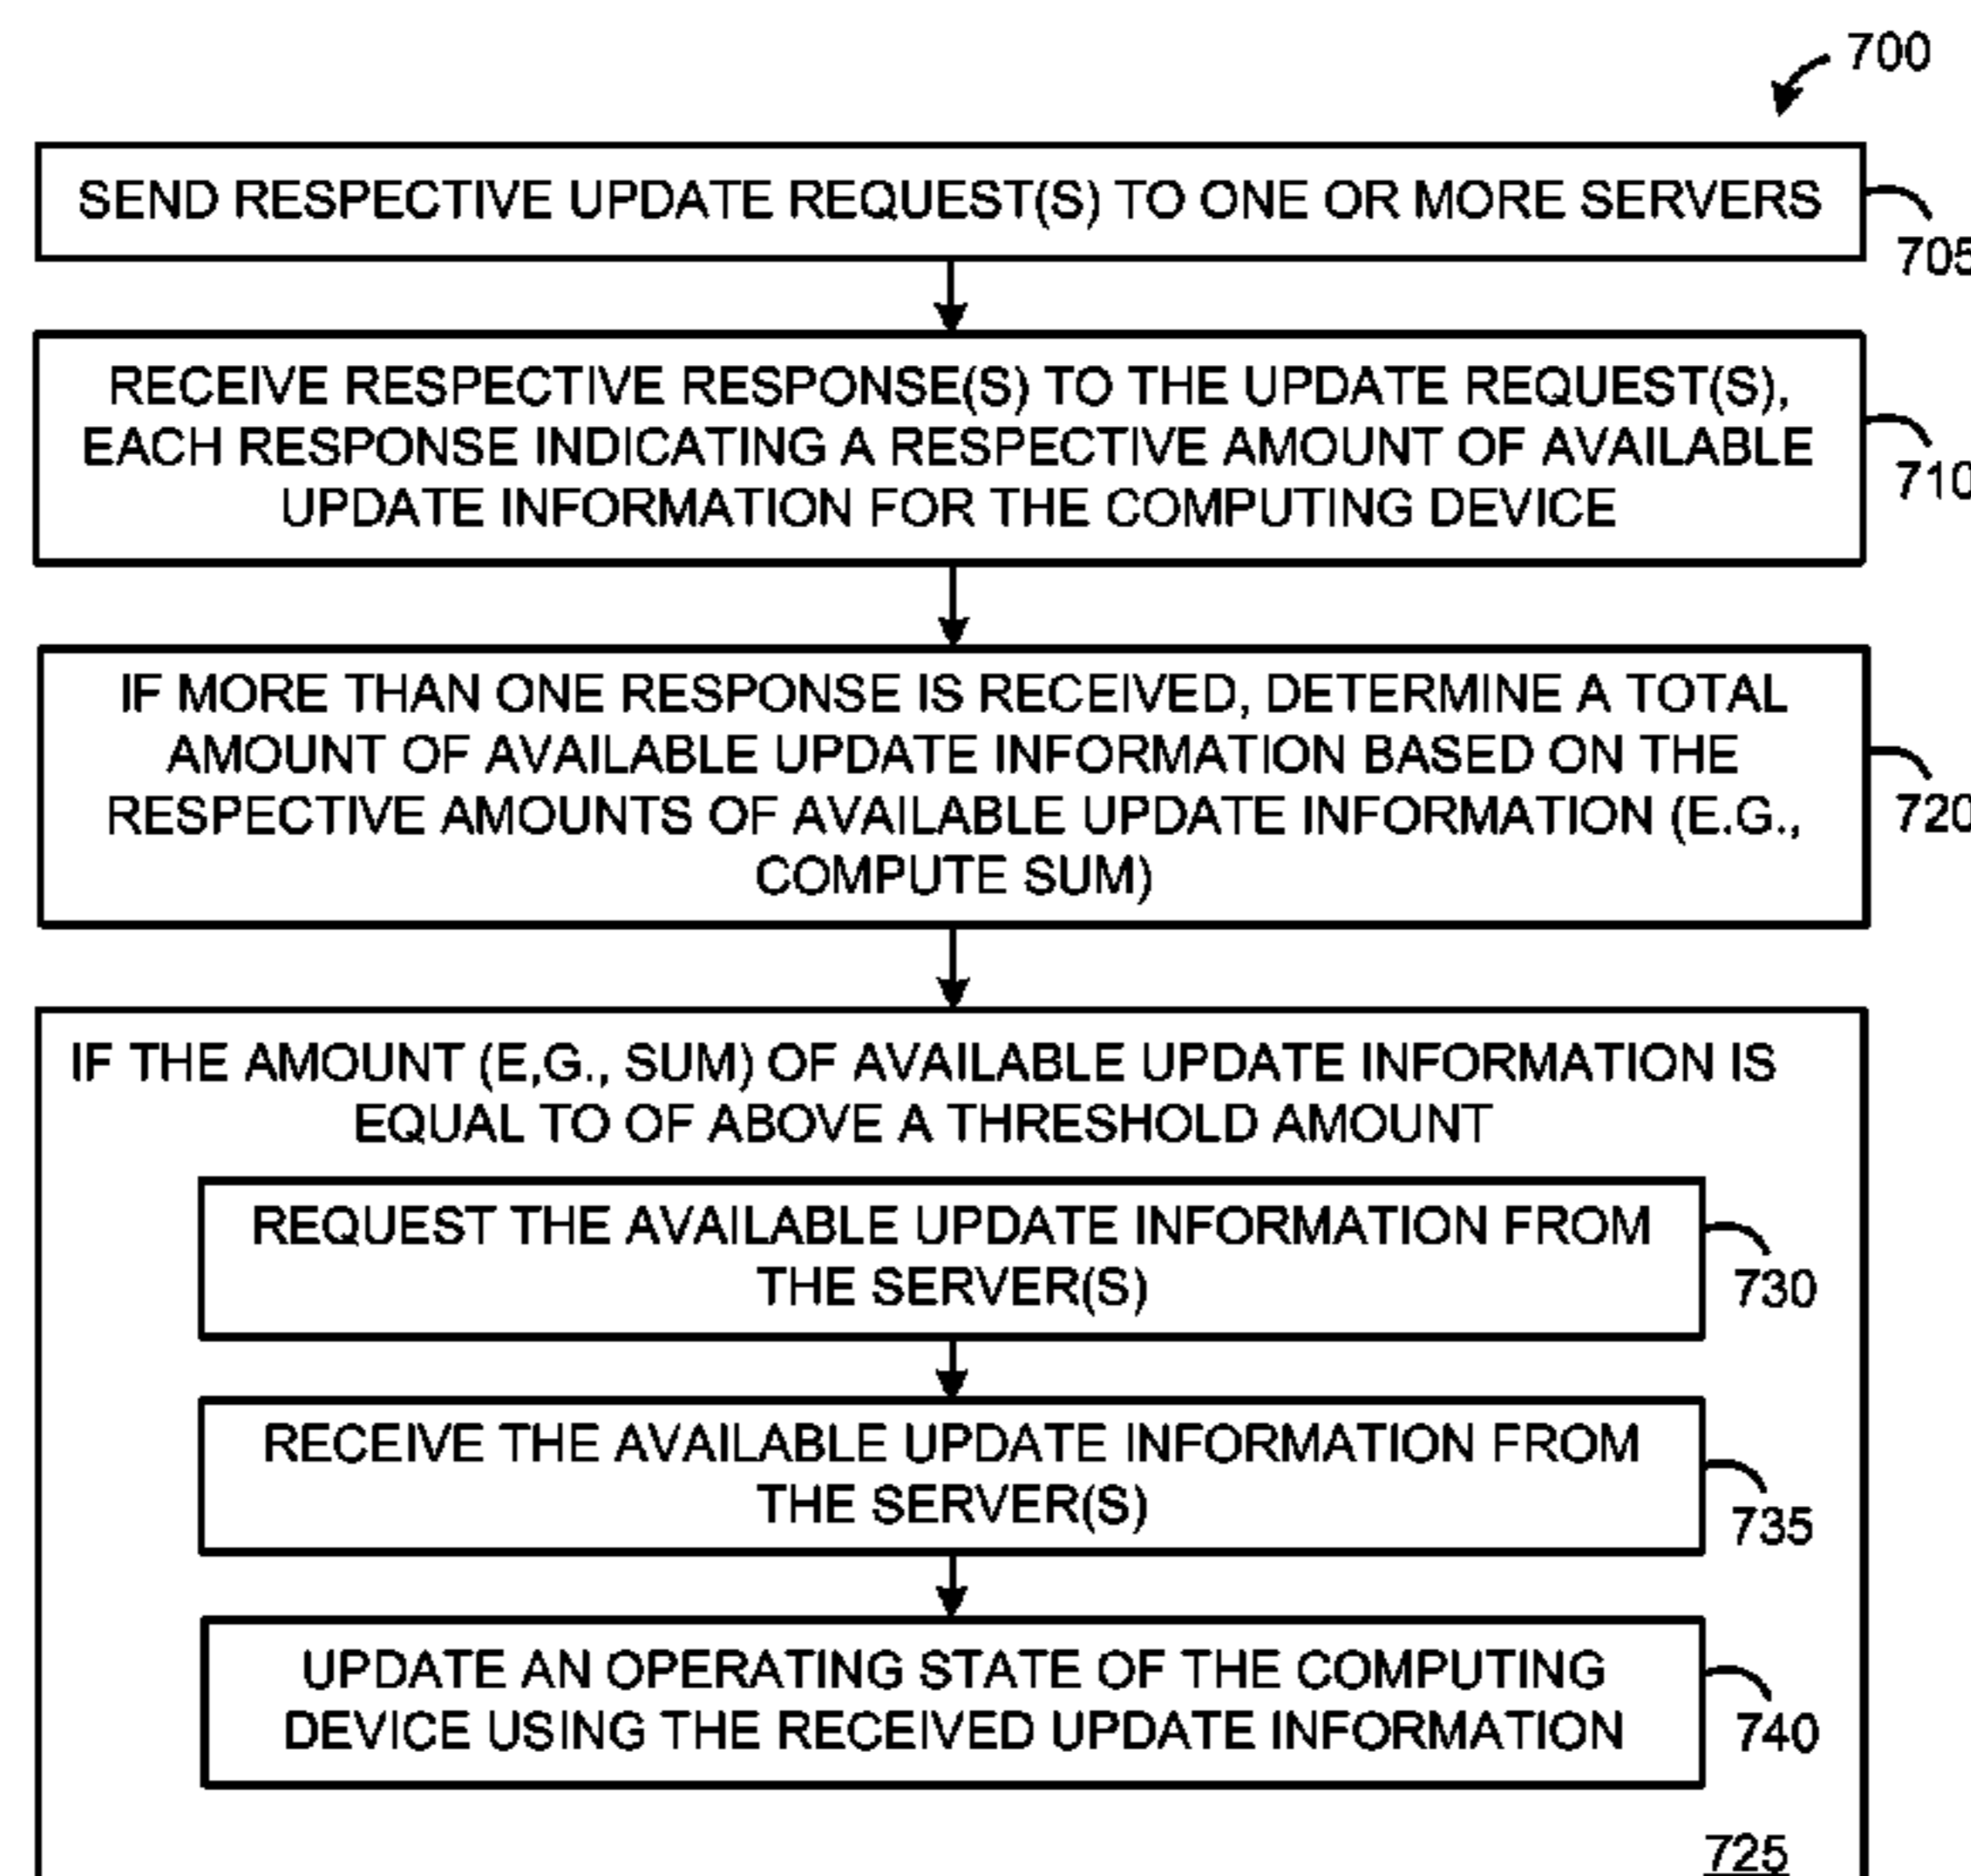 700
SEND RESPECTIVE UPDATE REQUEST(S) TO ONE OR MORE SERVERS
705
RECEIVE RESPECTIVE RESPONSE(S) TO THE UPDATE REQUEST(S),
EACH RESPONSE INDICATING A RESPECTIVE AMOUNT OF AVAILABLE
UPDATE INFORMATION FOR THE COMPUTING DEVICE
710
IF MORE THAN ONE RESPONSE IS RECEIVED, DETERMINE A TOTAL
AMOUNT OF AVAILABLE UPDATE INFORMATION BASED ON THE
RESPECTIVE AMOUNTS OF AVAILABLE UPDATE INFORMATION (E.G.,
COMPUTE SUM)
720
IF THE AMOUNT (E,G., SUM) OF AVAILABLE UPDATE INFORMATION IS
EQUAL TO OF ABOVE A THRESHOLD AMOUNT
REQUEST THE AVAILABLE UPDATE INFORMATION FROM
THE SERVER(S)
730
RECEIVE THE AVAILABLE UPDATE INFORMATION FROM
THE SERVER(S)
735
UPDATE AN OPERATING STATE OF THE COMPUTING
DEVICE USING THE RECEIVED UPDATE INFORMATION
740
725